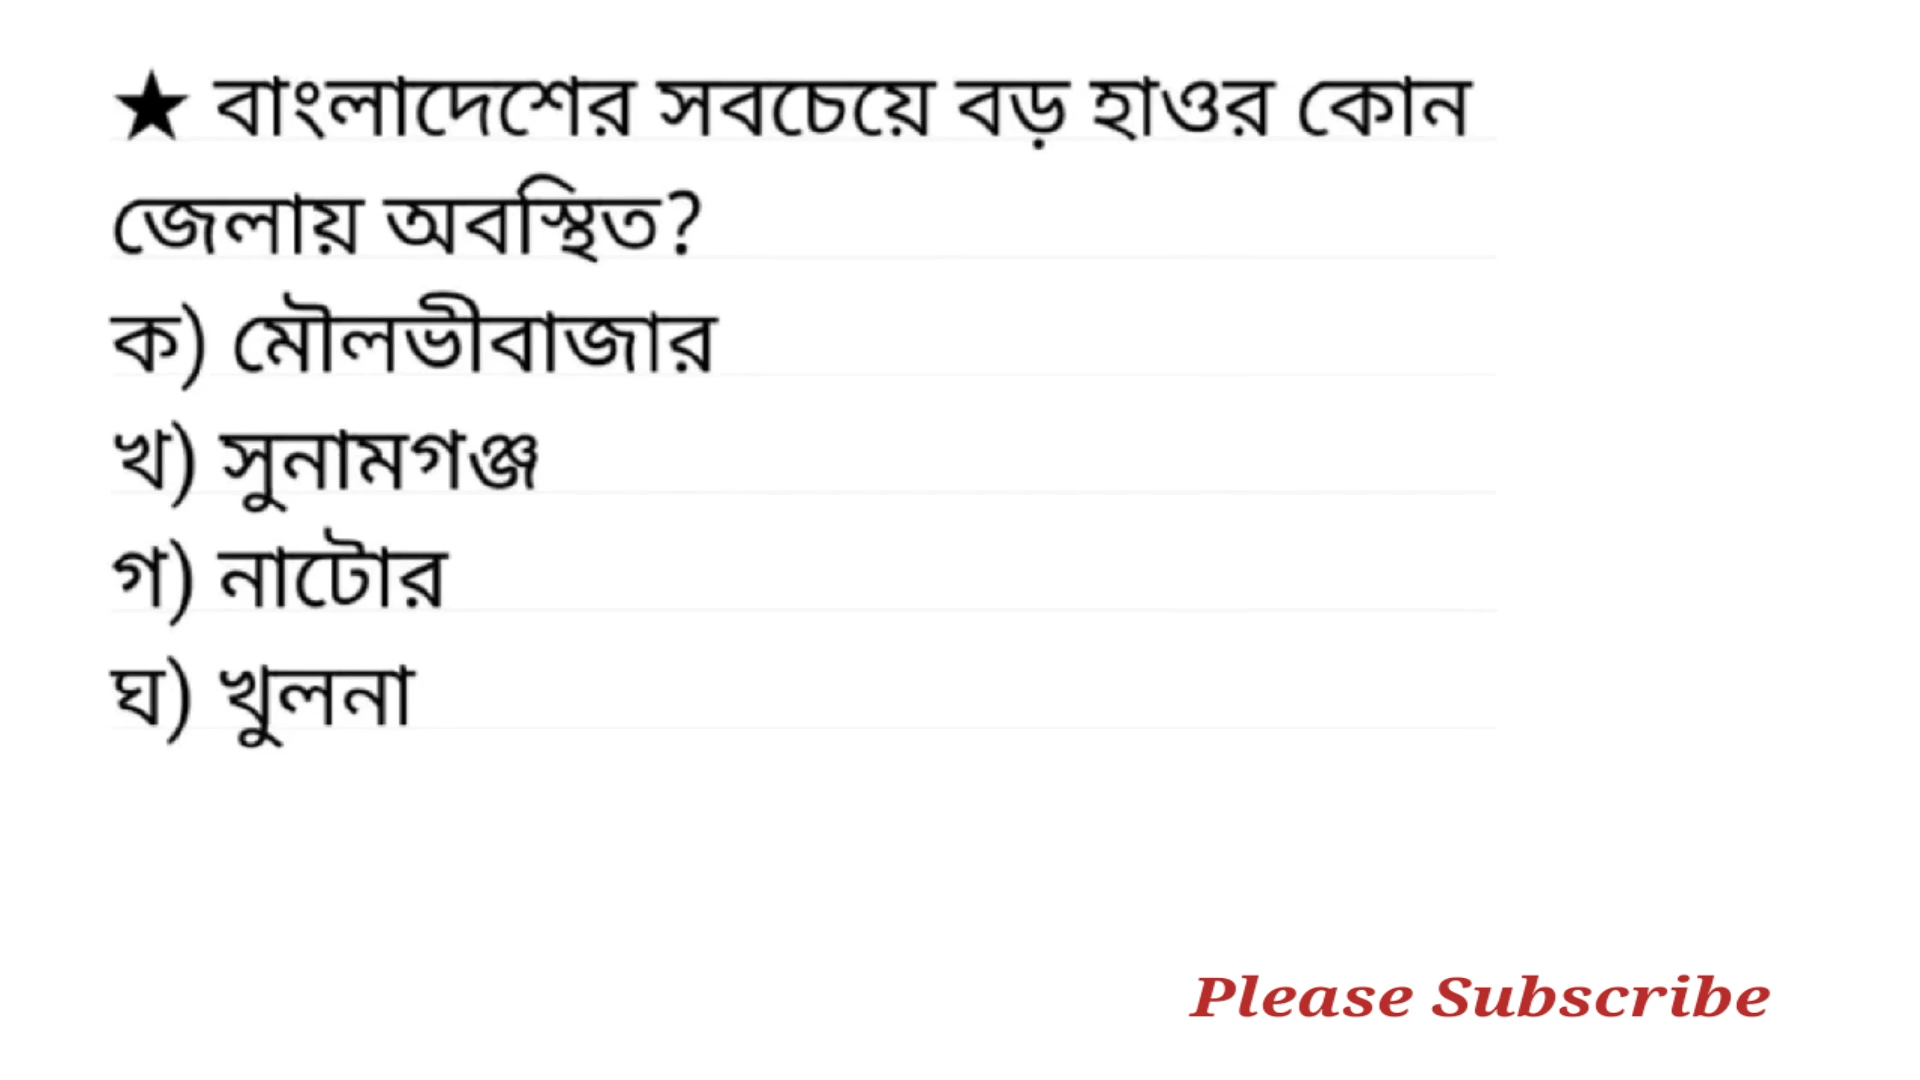 ★ বাংলাদেশের সবচেয়ে বড় হাওর কোন
জেলায় অবস্থিত?
ক) মৌলভীবাজার
খ) সুনামগঞ্জ
গ) নাটোর
ঘ) খুলনা
Please Subscribe